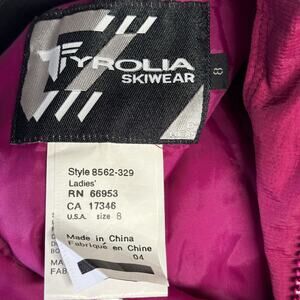 TYROLIA
SKIWEAR
8
Style 8562-329
Ladies'
RN 66953
CA 17346
U.S.A. size 8
Made in China
Fabriqué en Chine
04